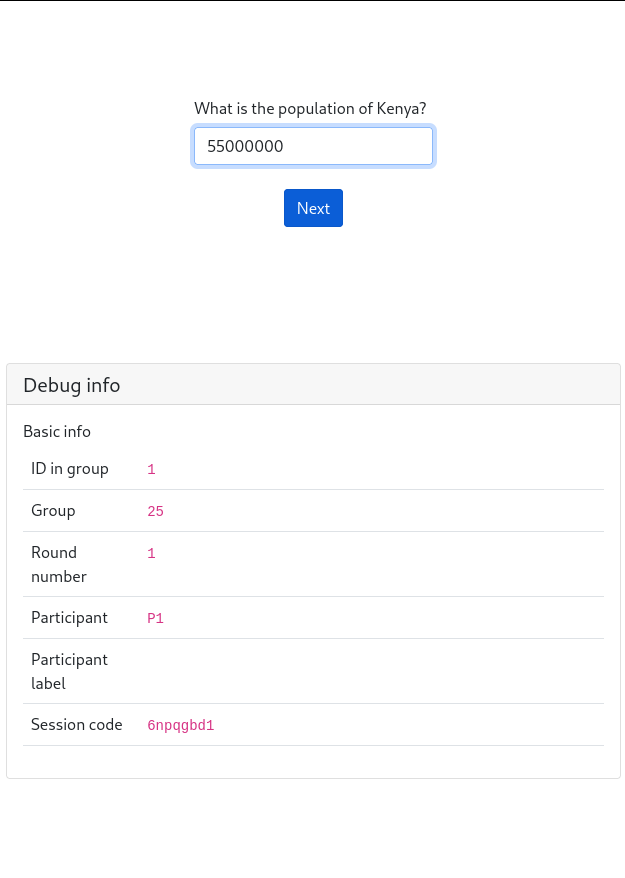 What is the population of Kenya?
55000000
Next
Debug info
Basic info
ID in group 1
Group 25
Round number 1
Participant P1
Participant label
Session code 6npqgbd1